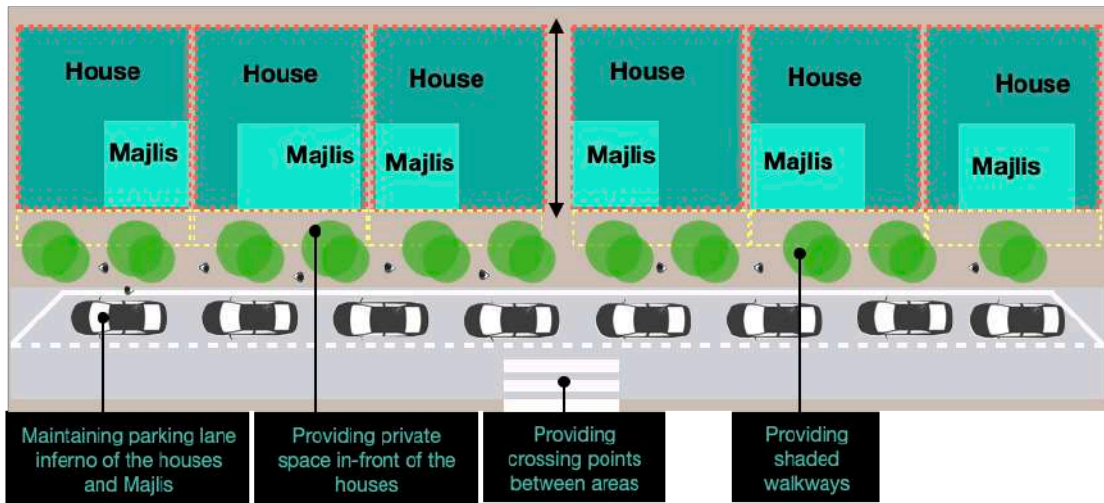 House
House
House
House
House
House
Majlis
Majlis
Majlis
Majlis
Majlis
Majlis
Maintaining parking lane
inferno of the houses
and Majlis
Providing private
space in-front of the
houses
Providing
crossing points
between areas
Providing
shaded
walkways